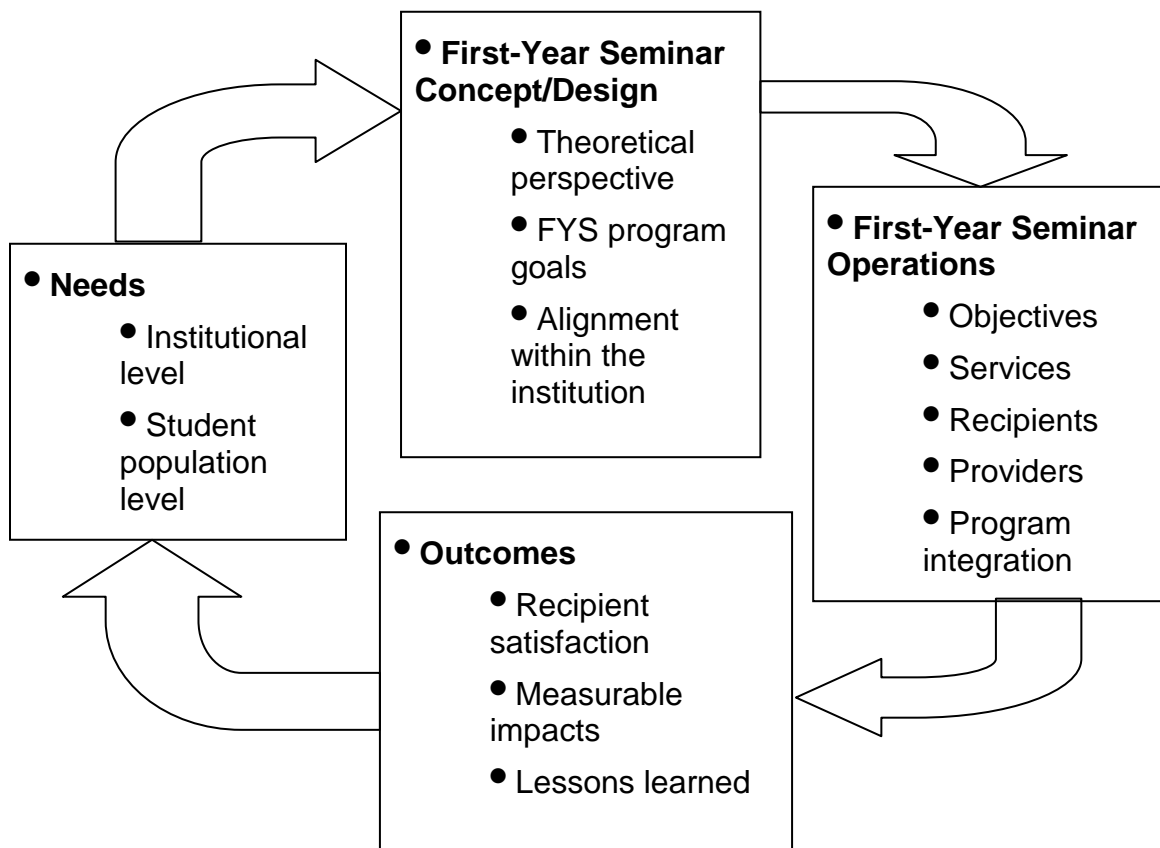 • First-Year Seminar
Concept/Design
• Theoretical
perspective
• FYS program
goals
• Alignment
within the
institution
• First-Year Seminar
Operations
• Objectives
• Services
• Recipients
• Providers
• Program
integration
• Needs
• Institutional
level
• Student
population
level
• Outcomes
• Recipient
satisfaction
• Measurable
impacts
• Lessons learned